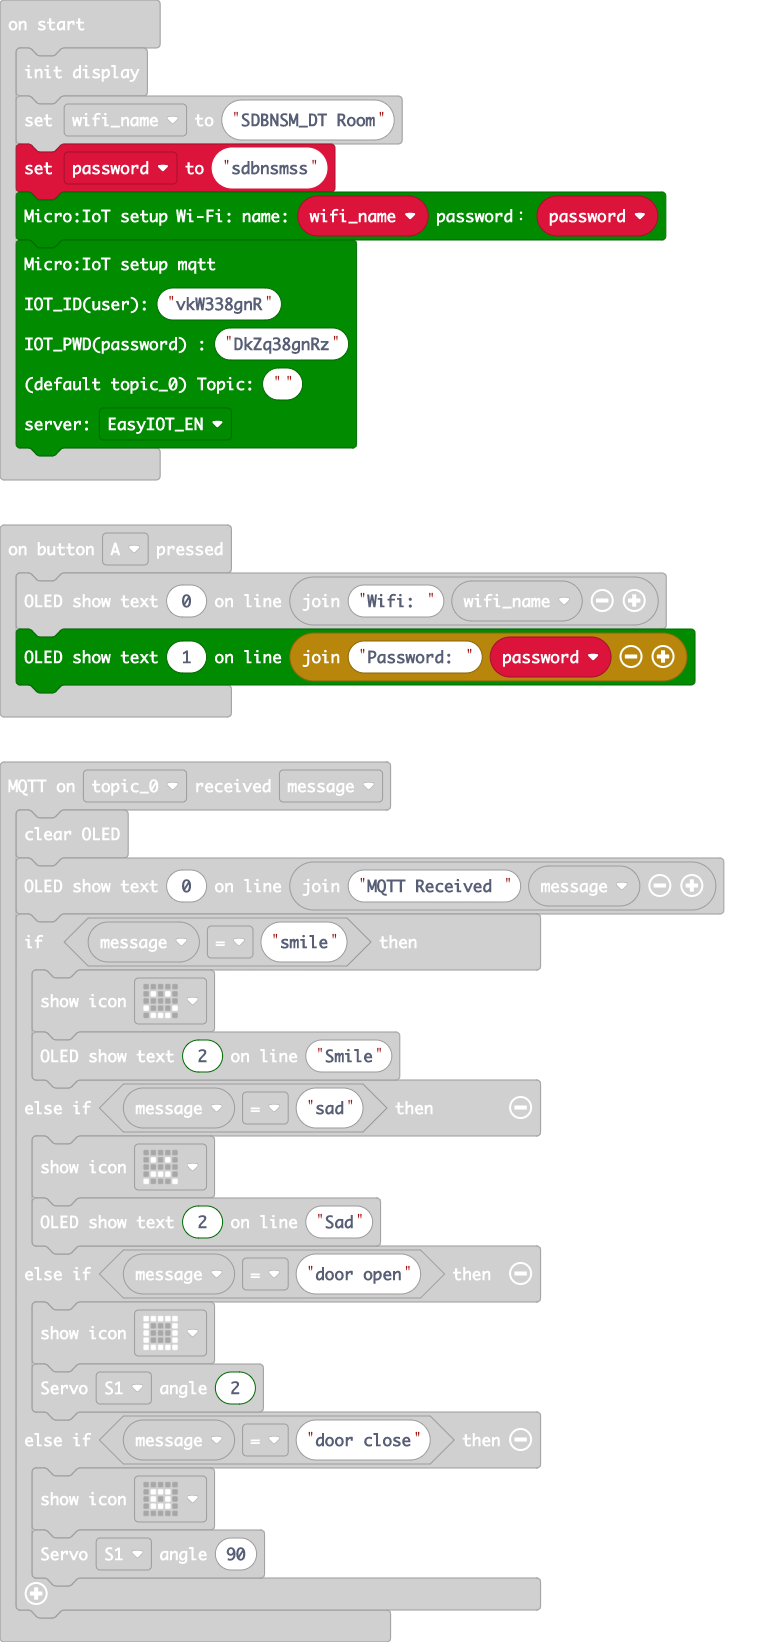 on start
init display
set wifi_name to "SDBNSM_DT Room"
set password to "sdbnsmss"
Micro:IoT setup Wi-Fi: name: wifi_name password: password
Micro:IoT setup mqtt
IOT_ID(user): "vkW338gnR"
IOT_PWD(password) : "DkZq38gnRz"
(default topic_0) Topic: ""
server: EasyIOT_EN
on button A pressed
OLED show text 0 on line join "Wifi: " wifi_name
OLED show text 1 on line join "Password: " password
MQTT on topic_0 received message
clear OLED
OLED show text 0 on line join "MQTT Received " message
if message = "smile" then
show icon
OLED show text 2 on line "Smile"
else if message = "sad" then
show icon
OLED show text 2 on line "Sad"
else if message = "door open" then
show icon
Servo S1 angle 2
else if message = "door close" then
show icon
Servo S1 angle 90